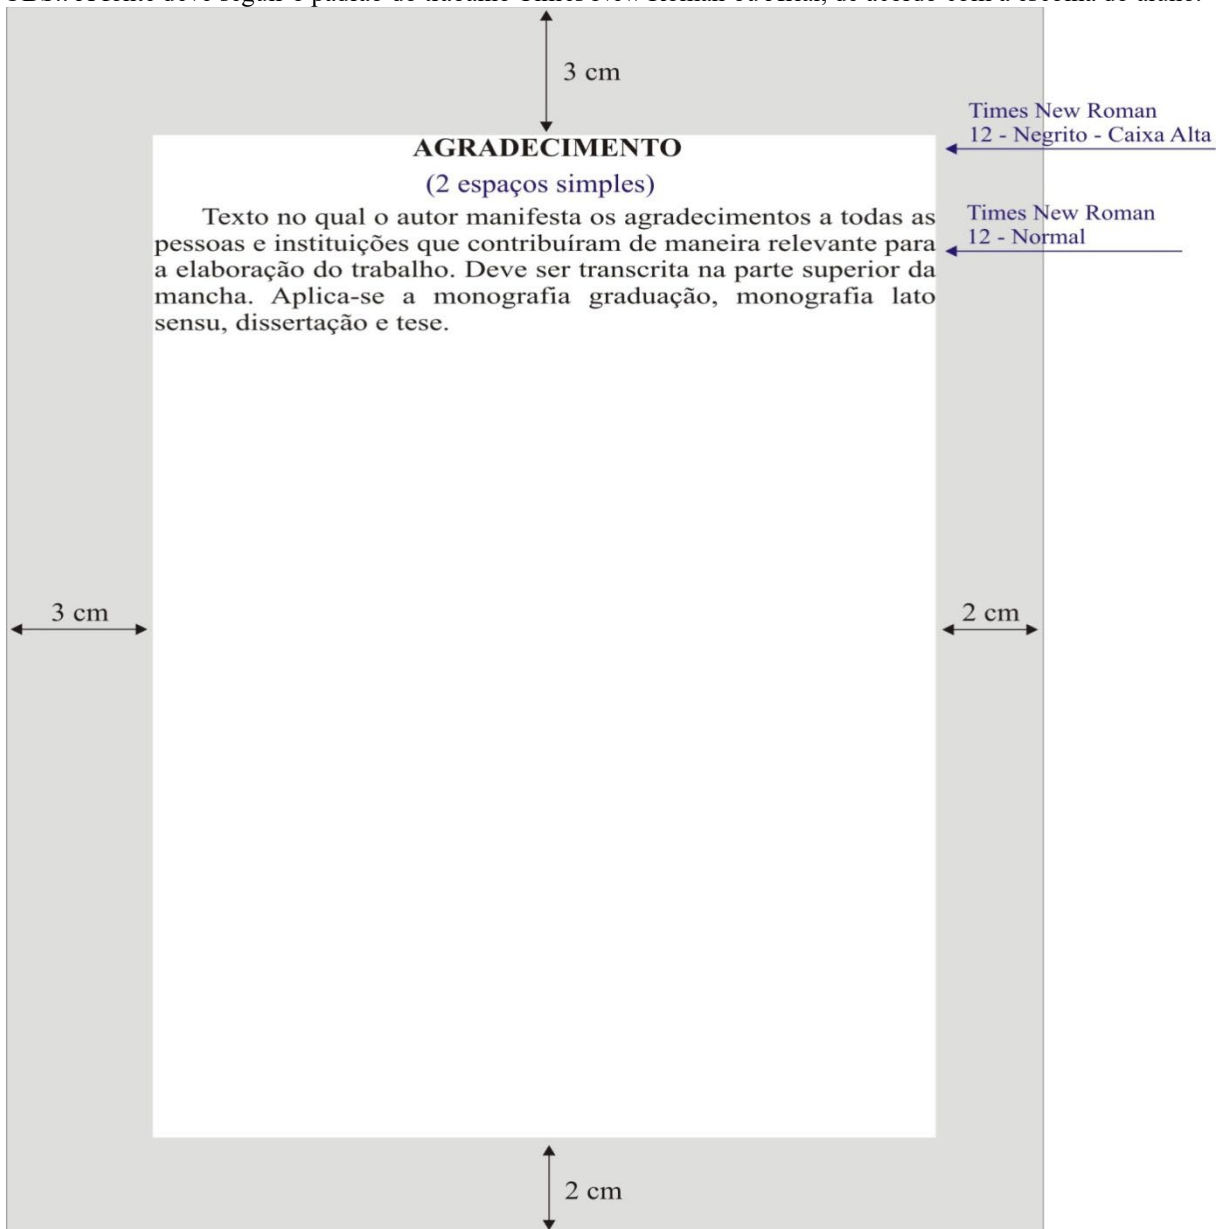 3 cm
Times New Roman
12 - Negrito - Caixa Alta
AGRADECIMENTO
(2 espaços simples)
Texto no qual o autor manifesta os agradecimentos a todas as
pessoas e instituições que contribuíram de maneira relevante para
a elaboração do trabalho. Deve ser transcrita na parte superior da
mancha. Aplica-se a monografia graduação, monografia lato
sensu, dissertação e tese.
Times New Roman
12 - Normal
3 cm
2 cm
2 cm